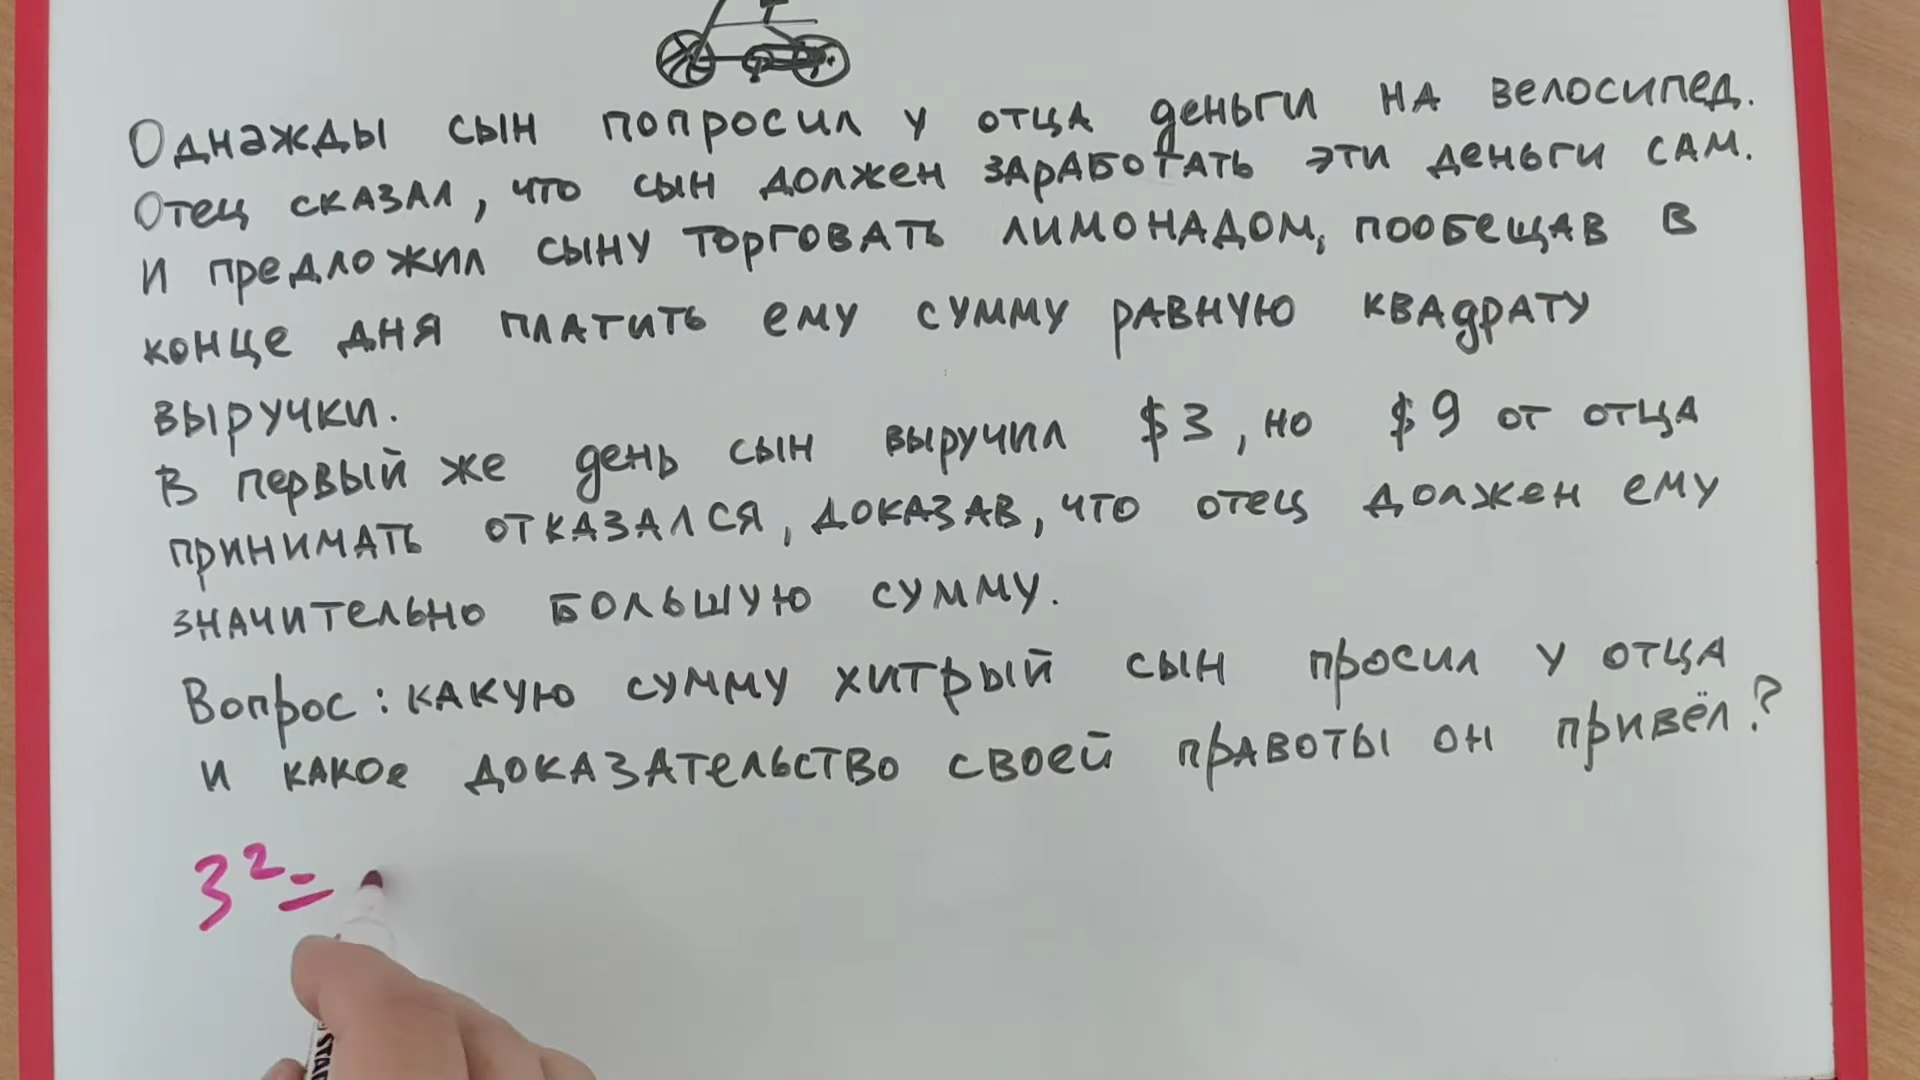 Однажды сын попросил у отца деньги на велосипед.
Отец сказал, что сын должен заработать эти деньги сам.
И предложил сыну торговать лимонадом, пообещав в
конце дня платить ему сумму равную квадрату
выручки.
В первый же день сын выручил $3, но $9 от отца
принимать отказался, доказав, что отец должен ему
значительно большую сумму.
Вопрос: какую сумму хитрый сын просил у отца
и какое доказательство своей правоты он привёл?
3²=